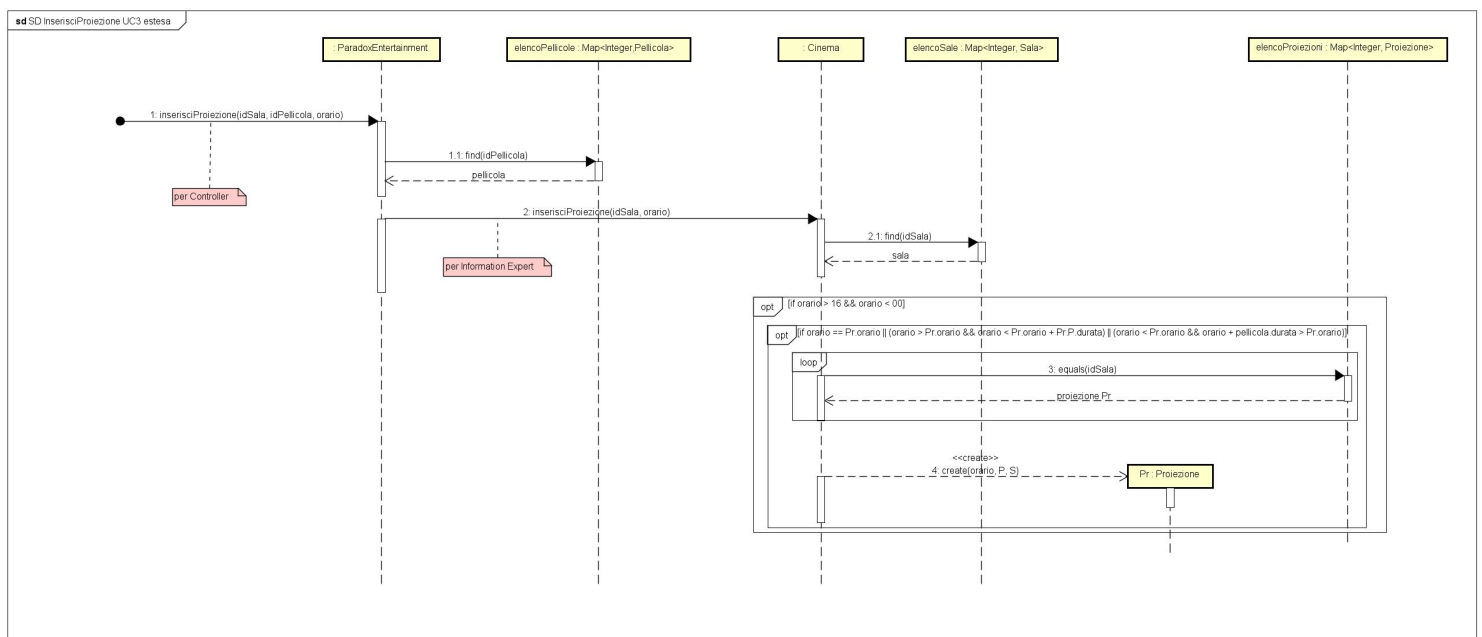 sd SD InserisciProiezione UC3 estesa
: ParadoxEntertainment
elencoPellicole : Map<Integer,Pellicola>
: Cinema
elencoSale : Map<Integer, Sala>
elencoProiezioni : Map<Integer, Proiezione>
1: inserisciProiezione(idSala, idPellicola, orario)
1.1: find(idPellicola)
pellicola
per Controller
2: inserisciProiezione(idSala, orario)
2.1: find(idSala)
sala
per Information Expert
opt [if orario > 16 && orario < 00]
opt [if orario == Pr.orario || (orario > Pr.orario && orario < Pr.orario + Pr.P.durata) || (orario < Pr.orario && orario + pellicola.durata > Pr.orario)]
loop
3: equals(idSala)
proiezione Pr
<<create>>
4: create(orario, P, S)
Pr : Proiezione